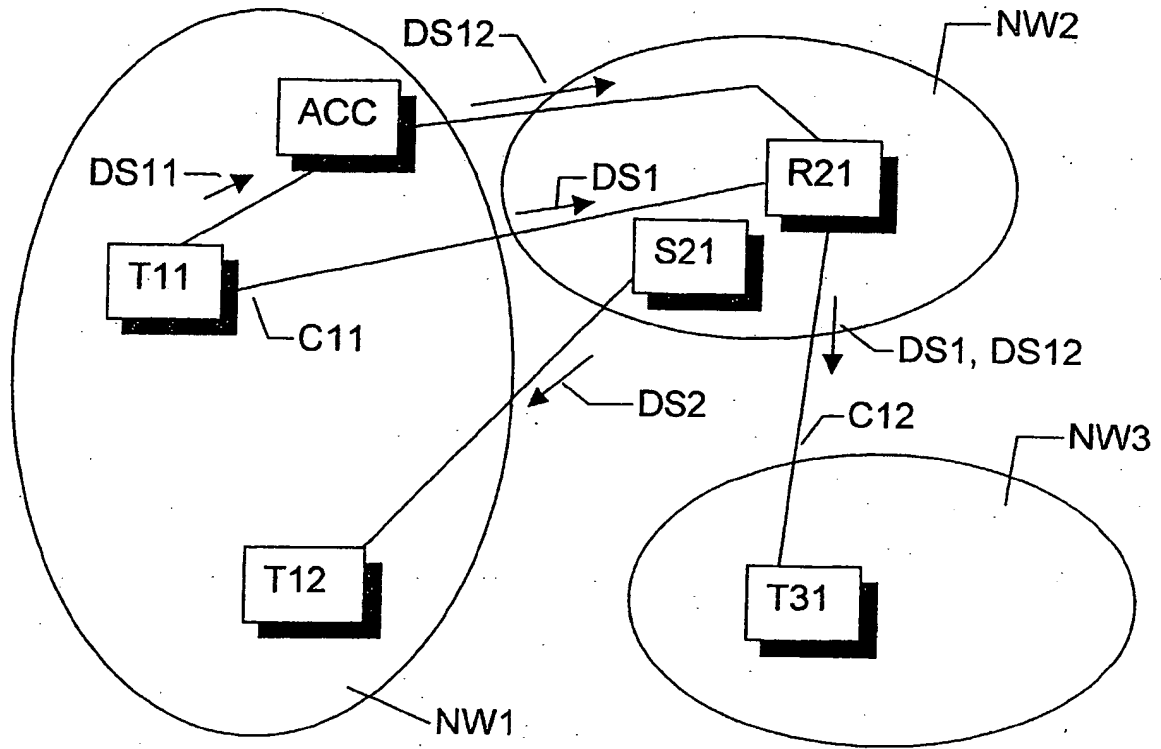 DS12
NW2
ACC
DS11
R21
DS1
T11
S21
C11
DS1, DS12
DS2
C12
NW3
T12
T31
NW1